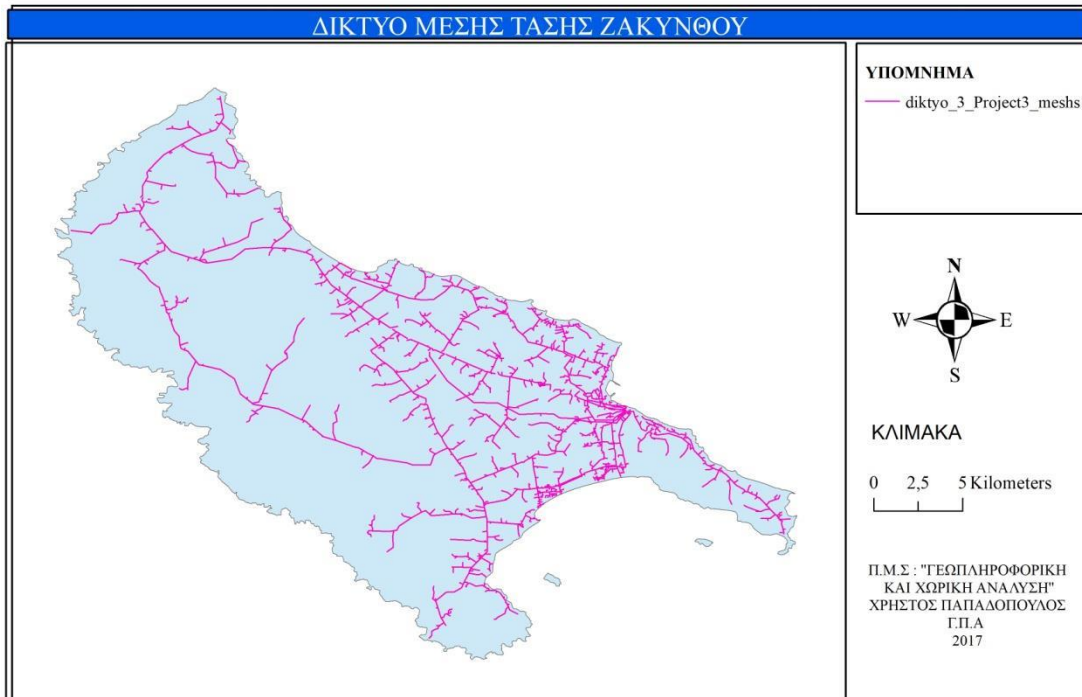 ΔΙΚΤΥΟ ΜΕΣΗΣ ΤΑΣΗΣ ΖΑΚΥΝΘΟΥ
ΥΠΟΜΝΗΜΑ
diktyo_3_Project3_meshs
N
W E
S
ΚΛΙΜΑΚΑ
0 2,5 5 Kilometers
Π.Μ.Σ : "ΓΕΩΠΛΗΡΟΦΟΡΙΚΗ
ΚΑΙ ΧΩΡΙΚΗ ΑΝΑΛΥΣΗ"
ΧΡΗΣΤΟΣ ΠΑΠΑΔΟΠΟΥΛΟΣ
Γ.Π.Α
2017